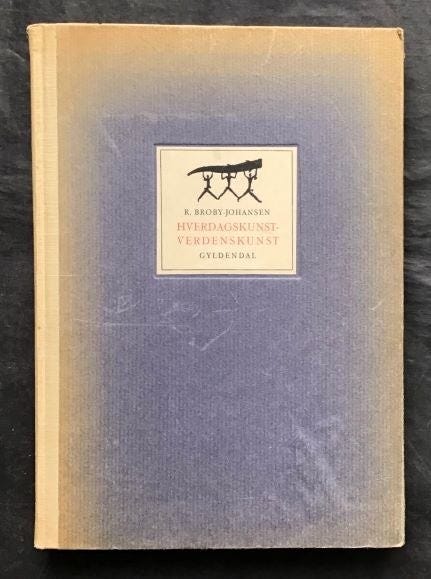 R. BROBY-JOHANSEN
HVERDAGSKUNST-
VERDENSKUNST
GYLDENDAL